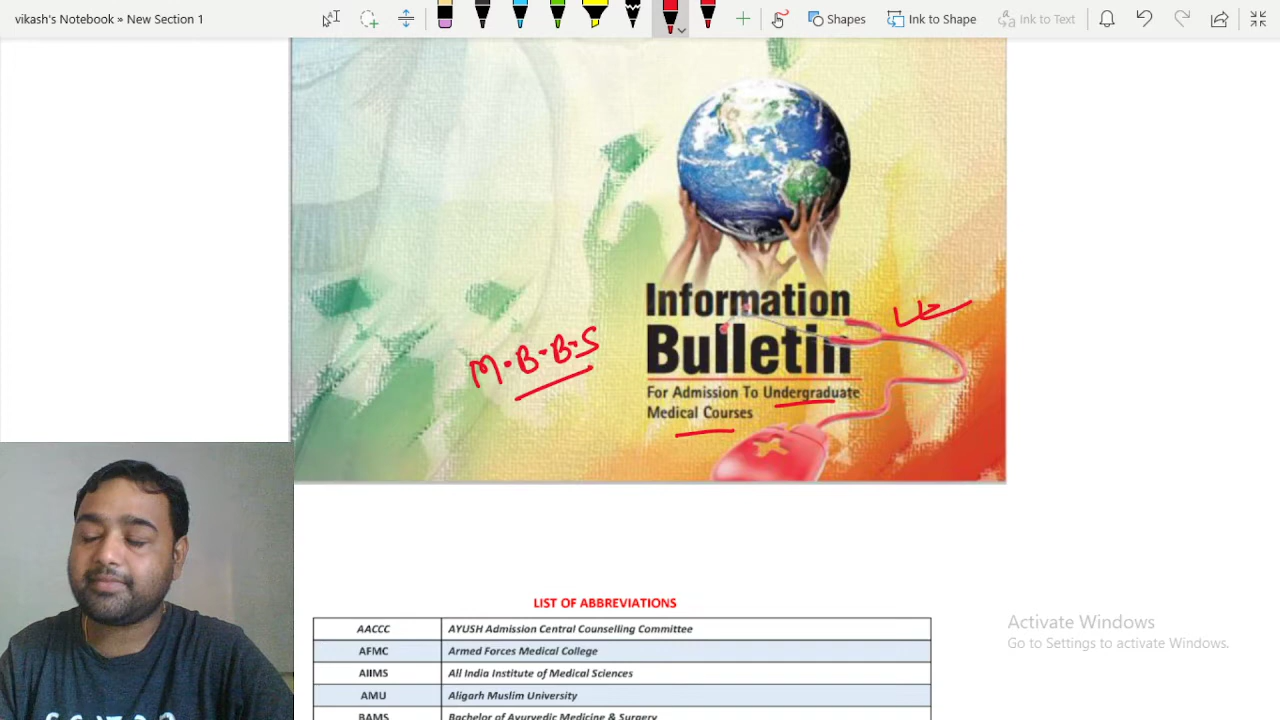 vikash's Notebook » New Section 1
Shapes
Ink to Shape
Ink to Text
Information
Bulletin
For Admission To Undergraduate
Medical Courses
M.B.B.S
LIST OF ABBREVIATIONS
AACCC AYUSH Admission Central Counselling Committee
AFMC Armed Forces Medical College
AIIMS All India Institute of Medical Sciences
AMU Aligarh Muslim University
BAMS Bachelor of Ayurvedic Medicine & Surgery
Activate Windows
Go to Settings to activate Windows.